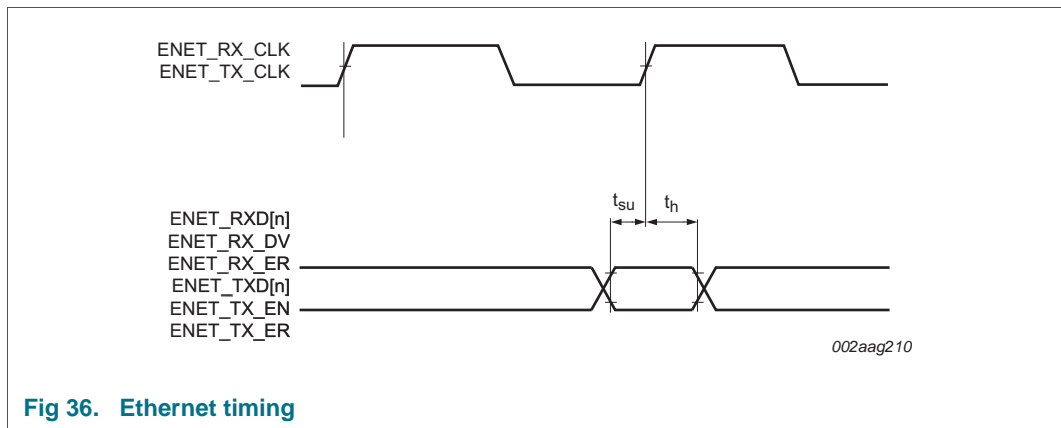 ENET_RX_CLK
ENET_TX_CLK
tsu
th
ENET_RXD[n]
ENET_RX_DV
ENET_RX_ER
ENET_TXD[n]
ENET_TX_EN
ENET_TX_ER
002aag210
Fig 36. Ethernet timing